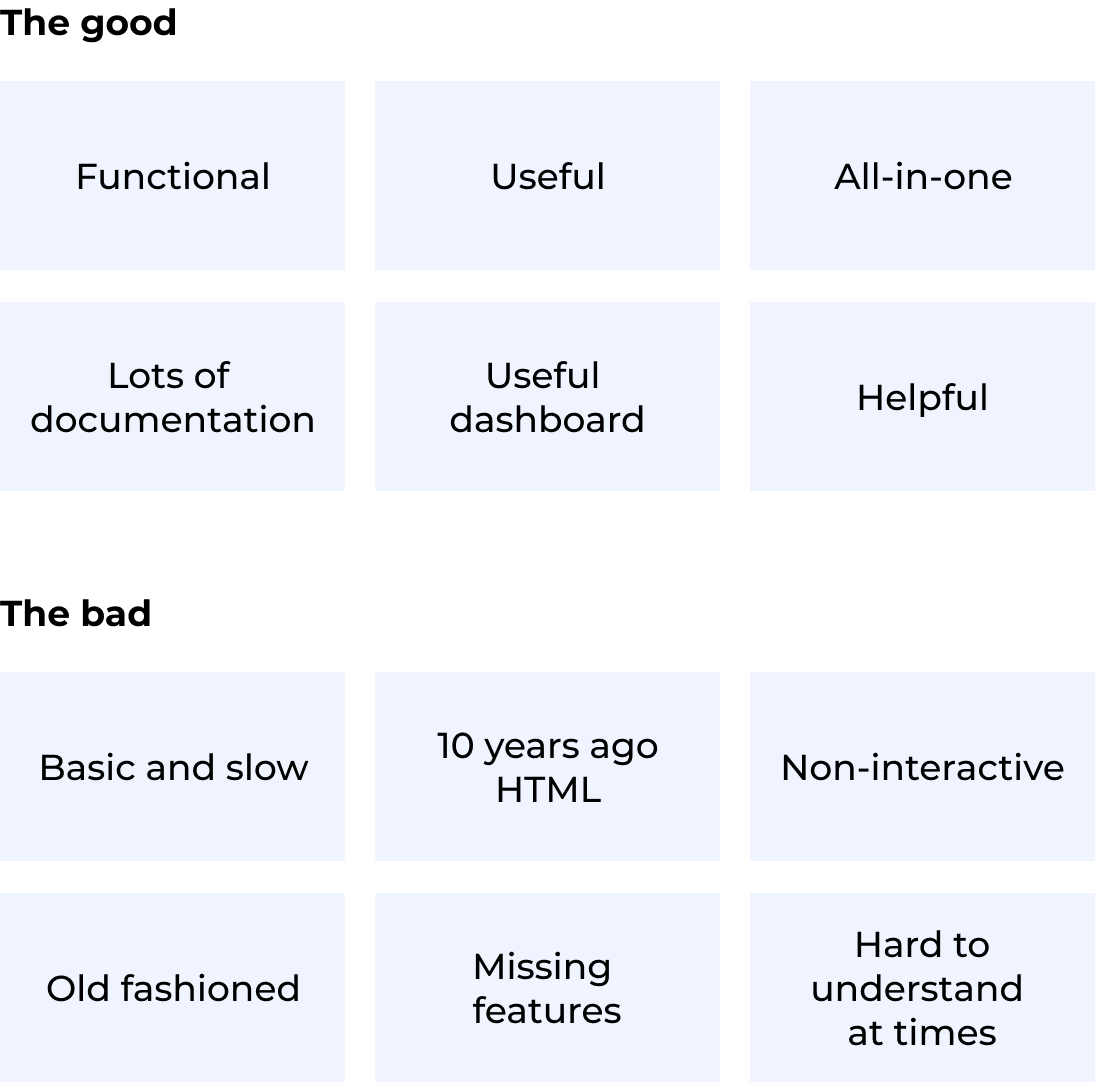 The good
Functional
Useful
All-in-one
Lots of
documentation
Useful
dashboard
Helpful
The bad
Basic and slow
10 years ago
HTML
Non-interactive
Old fashioned
Missing
features
Hard to
understand
at times